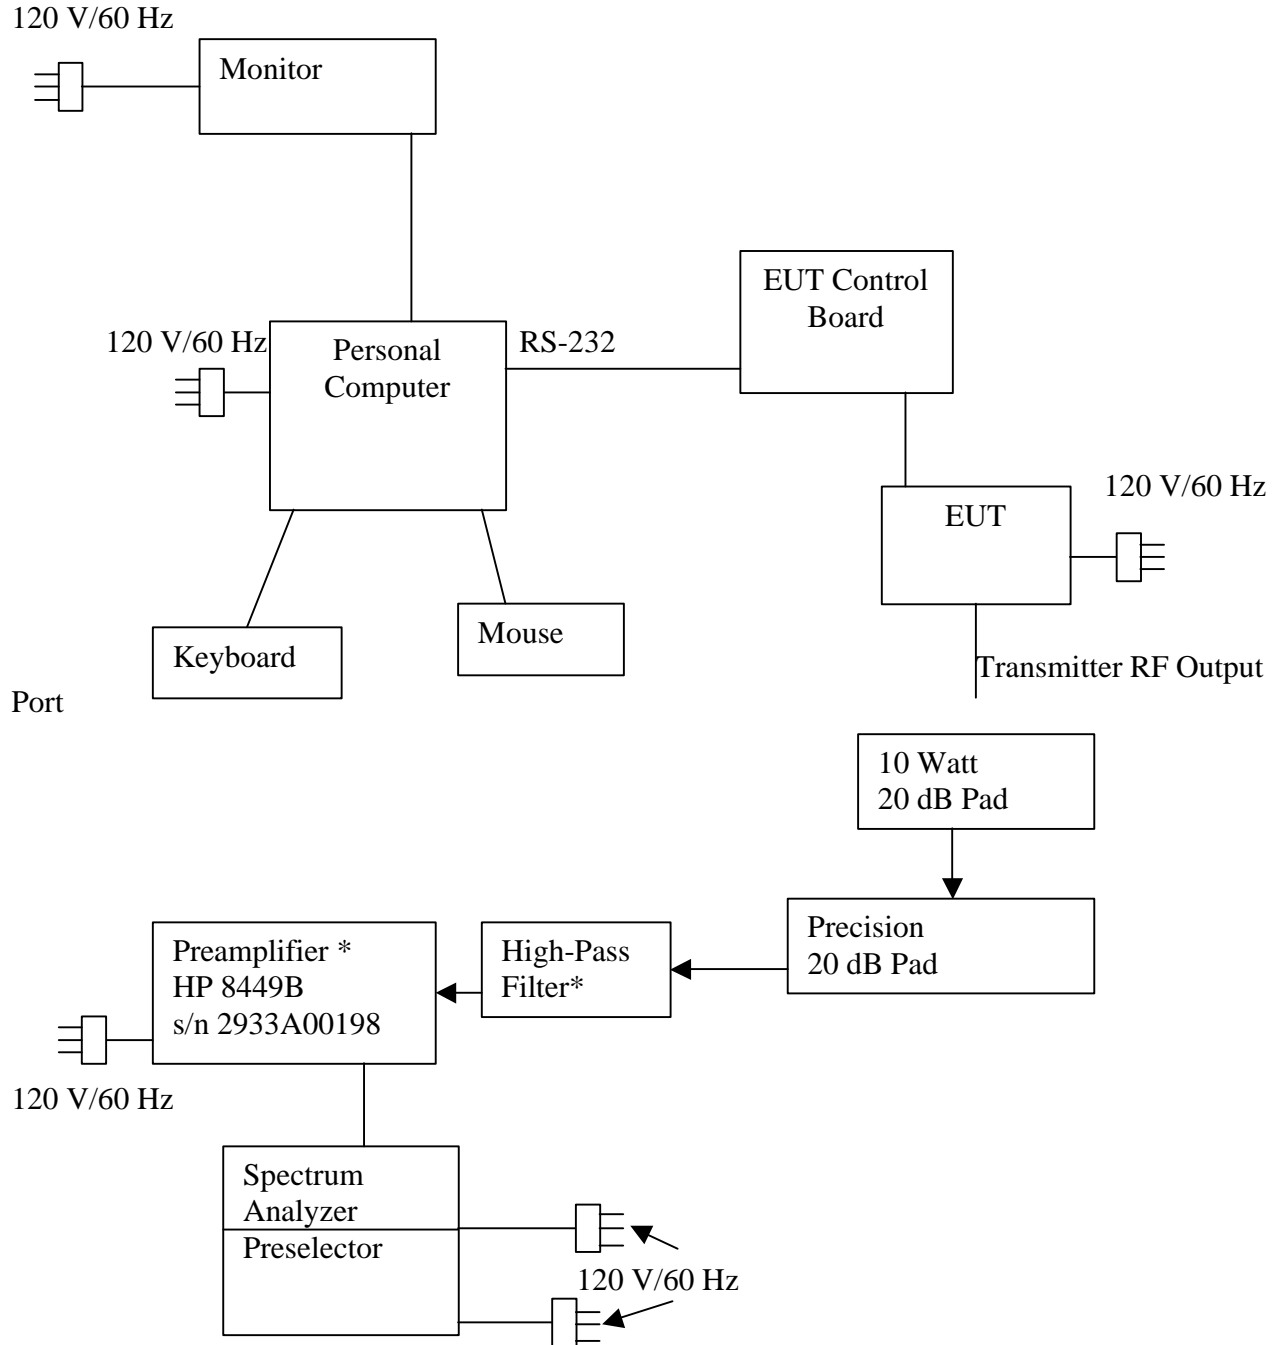 120 V/60 Hz
Monitor
EUT Control
Board
120 V/60 Hz
Personal
Computer
RS-232
EUT
120 V/60 Hz
Keyboard
Mouse
Transmitter RF Output
Port
10 Watt
20 dB Pad
Precision
20 dB Pad
High-Pass
Filter*
Preamplifier *
HP 8449B
s/n 2933A00198
120 V/60 Hz
Spectrum
Analyzer
Preselector
120 V/60 Hz